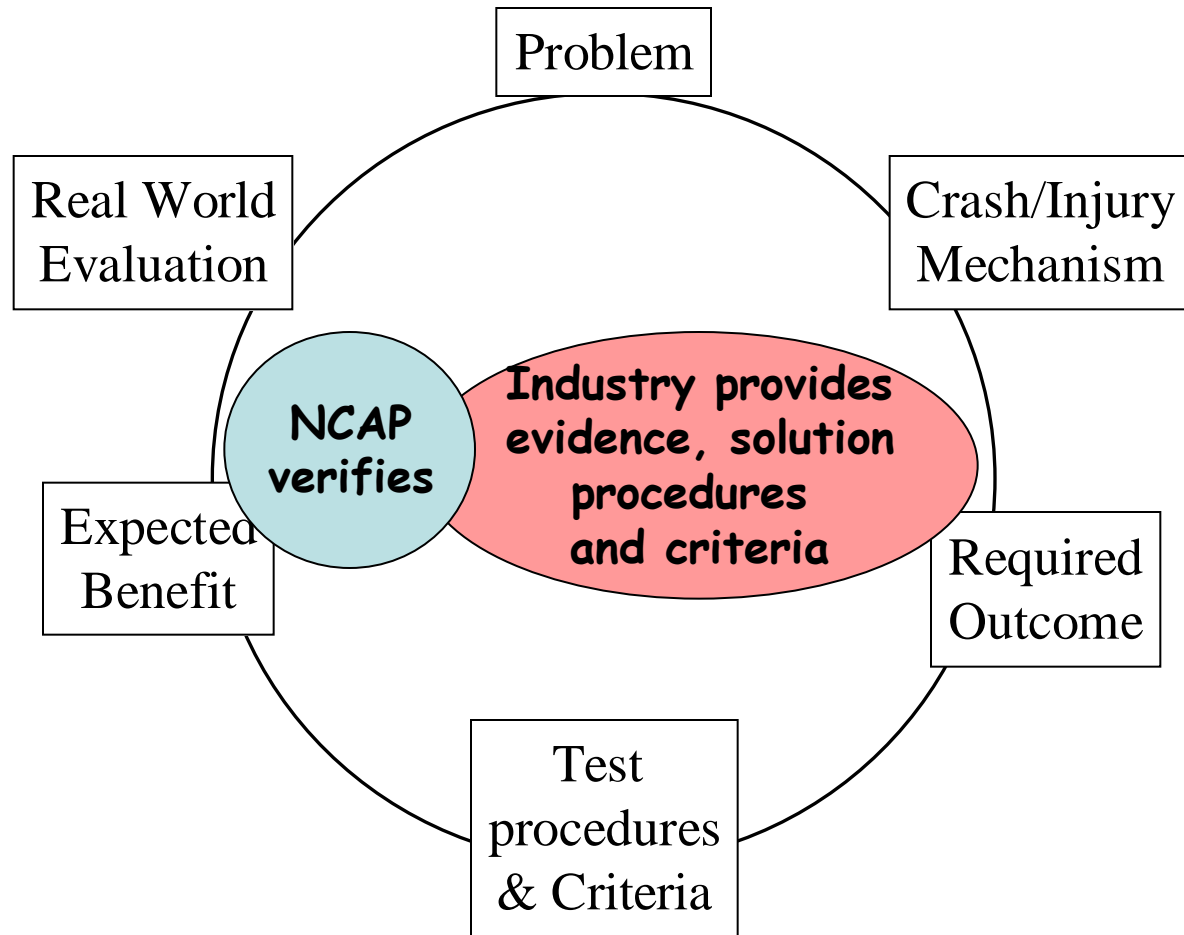 Problem
Real World
Evaluation
Crash/Injury
Mechanism
NCAP
verifies
Industry provides
evidence, solution
procedures
and criteria
Expected
Benefit
Required
Outcome
Test
procedures
& Criteria